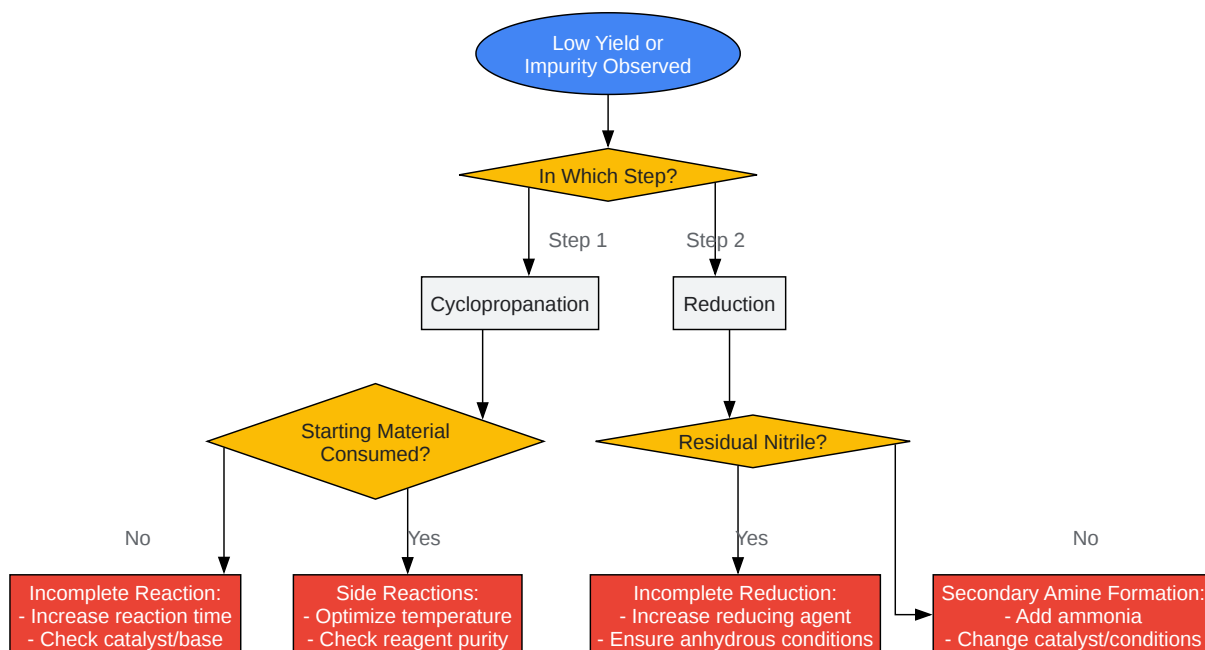 Low Yield or
Impurity Observed
In Which Step?
Step 1
Step 2
Cyclopropanation
Reduction
Starting Material
Consumed?
Residual Nitrile?
No
Yes
Yes
No
Incomplete Reaction:
- Increase reaction time
- Check catalyst/base
Side Reactions:
- Optimize temperature
- Check reagent purity
Incomplete Reduction:
- Increase reducing agent
- Ensure anhydrous conditions
Secondary Amine Formation:
- Add ammonia
- Change catalyst/conditions